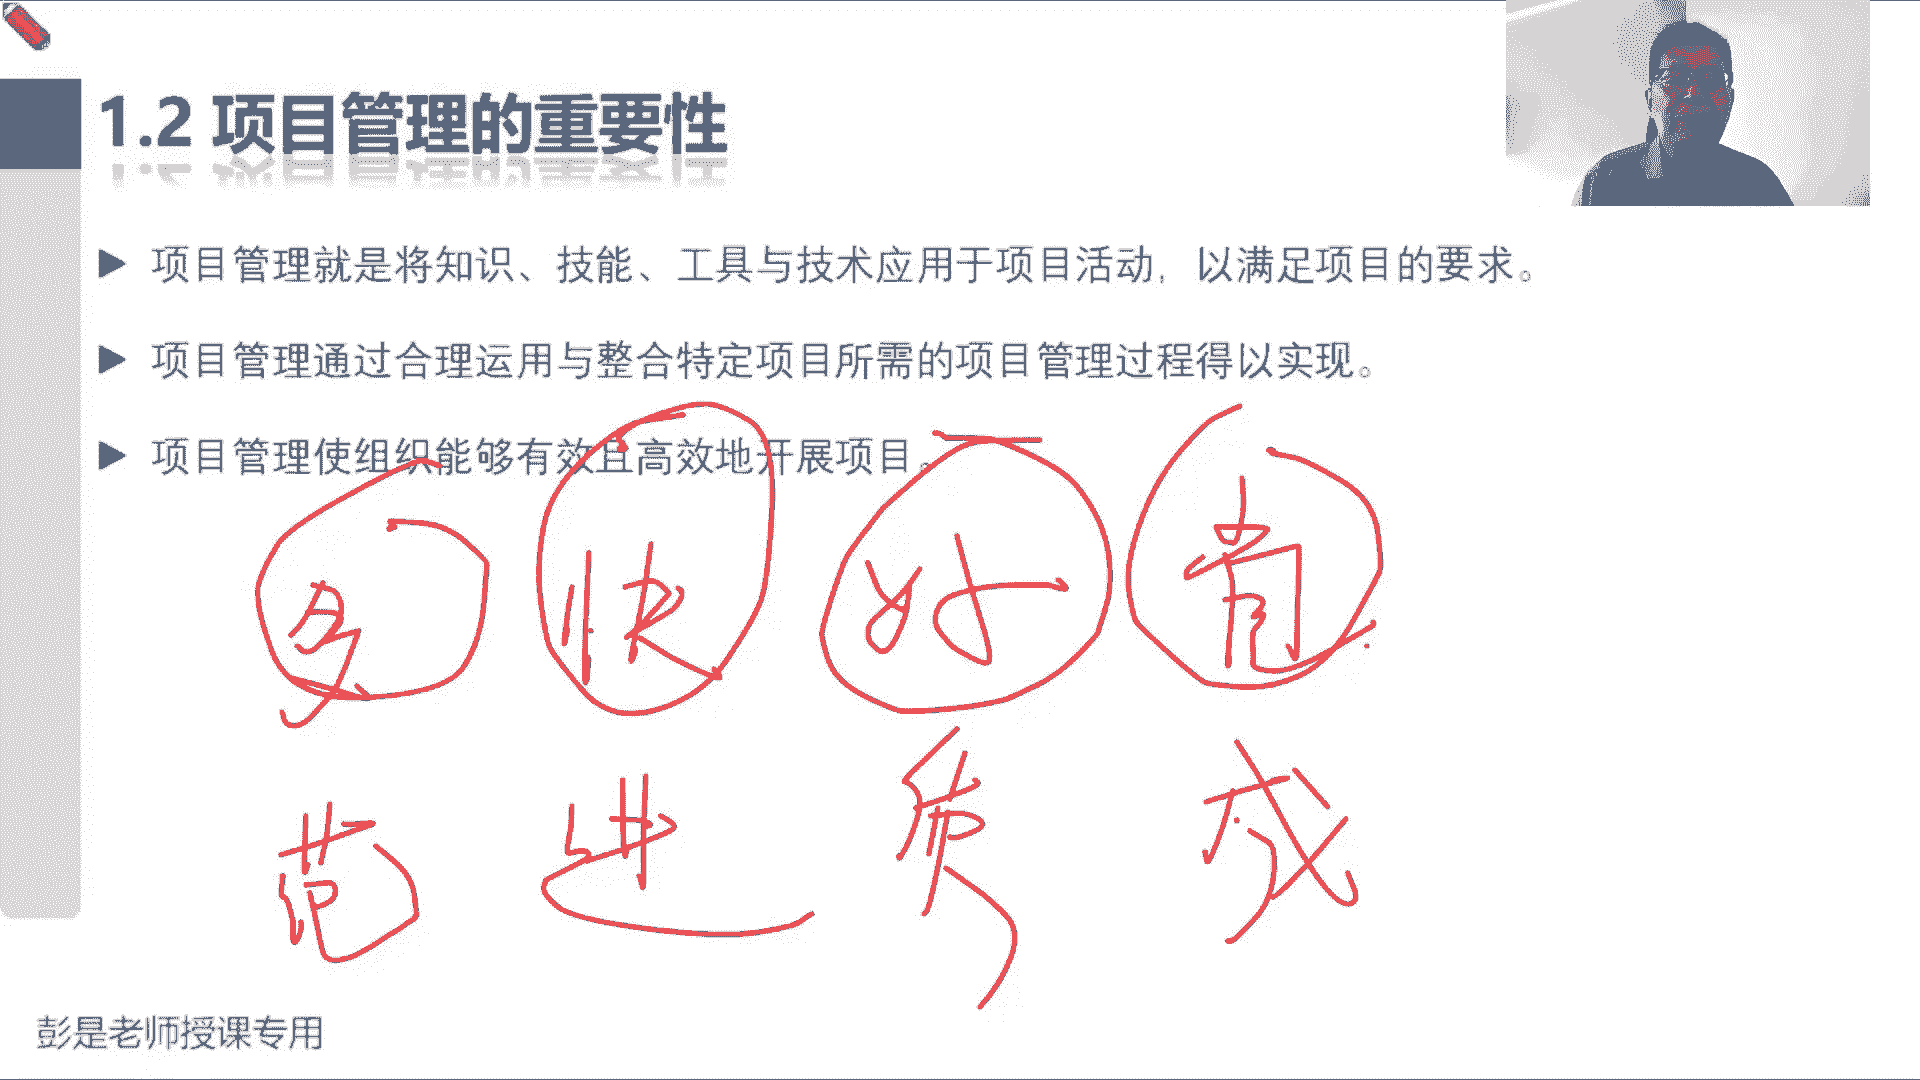 1.2 项目管理的重要性
▶ 项目管理就是将知识、技能、工具与技术应用于项目活动，以满足项目的要求。
▶ 项目管理通过合理运用与整合特定项目所需的项目管理过程得以实现。
▶ 项目管理使组织能够有效且高效地开展项目。
多 快 好 省
范 进 质 成
彭是老师授课专用